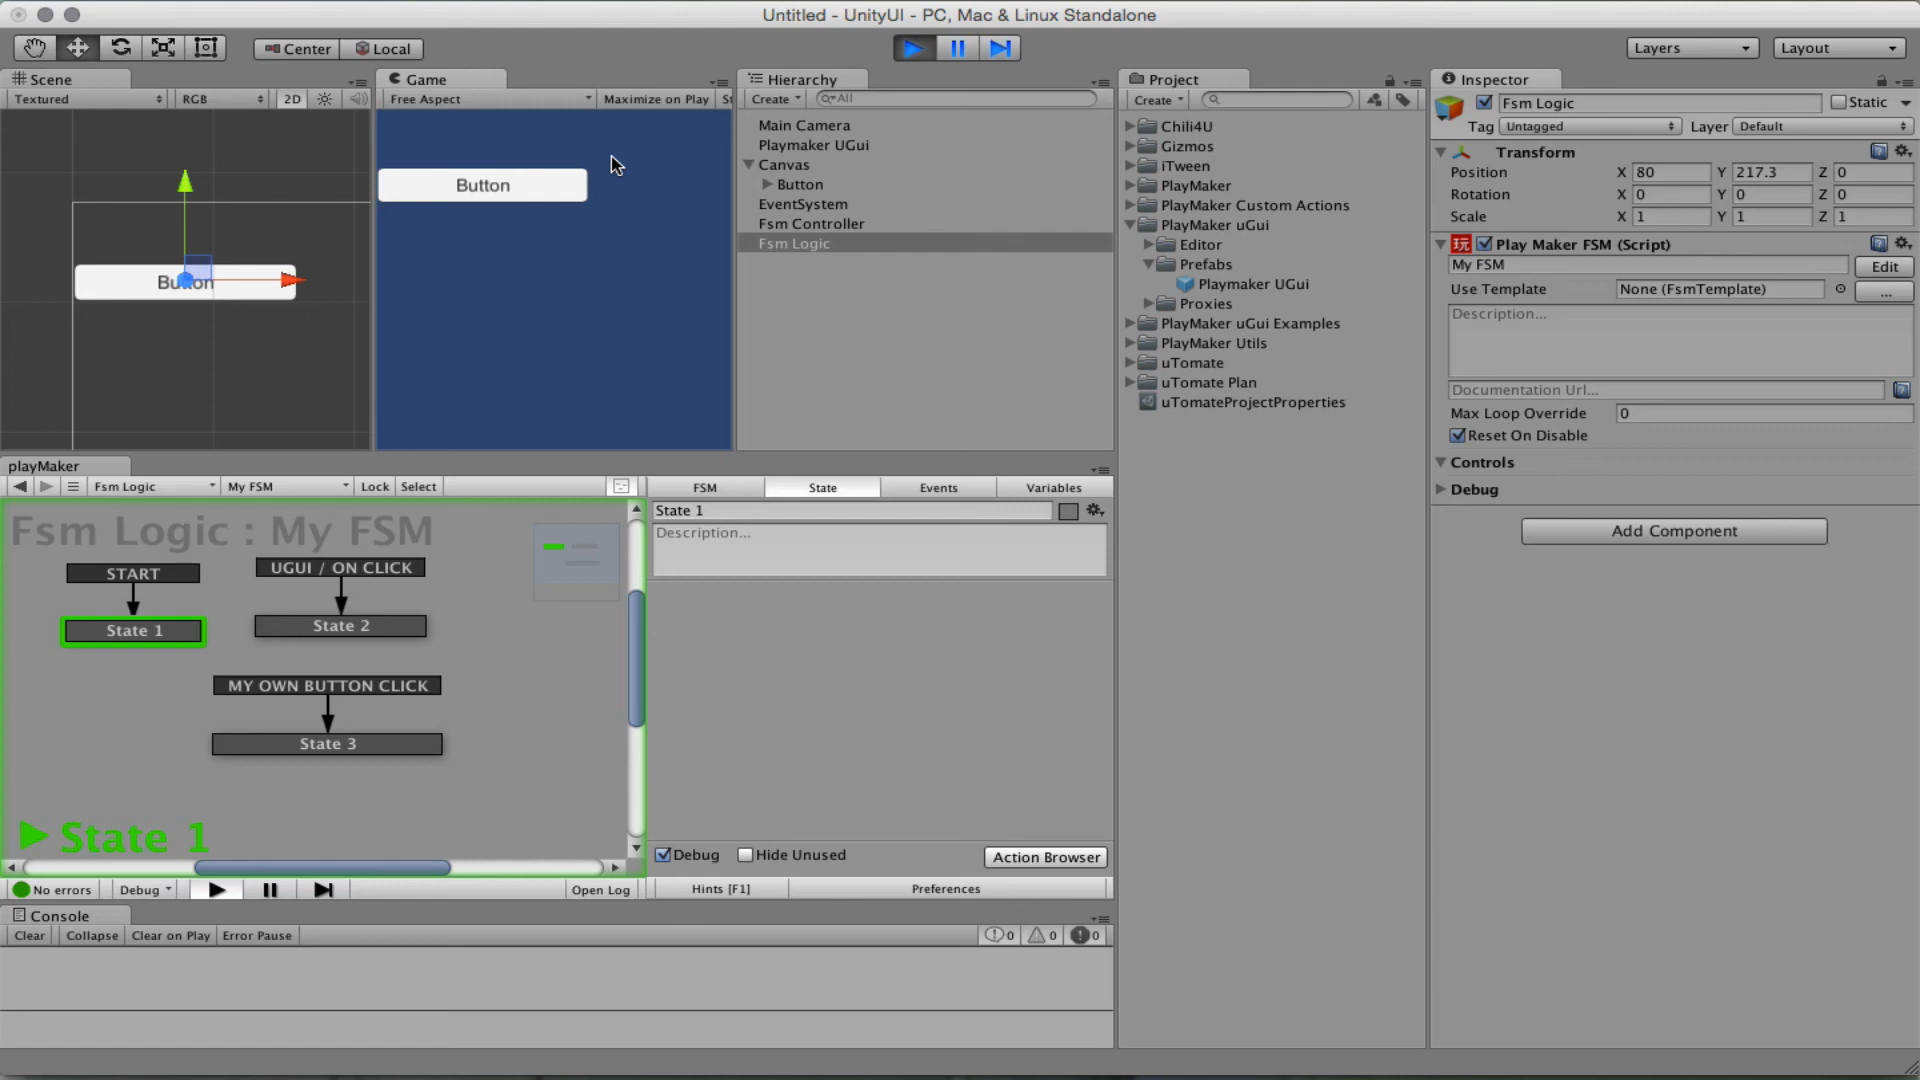 Untitled - UnityUI - PC, Mac & Linux Standalone
Center
Local
Layers
Layout
Scene
Textured
RGB
2D
Game
Free Aspect
Maximize on Play
St
Hierarchy
Create
All
Main Camera
Playmaker UGui
Canvas
Button
EventSystem
Fsm Controller
Fsm Logic
Button
Button
Project
Create
Chili4U
Gizmos
iTween
PlayMaker
PlayMaker Custom Actions
PlayMaker uGui
Editor
Prefabs
Playmaker UGui
Proxies
PlayMaker uGui Examples
PlayMaker Utils
uTomate
uTomate Plan
uTomateProjectProperties
Inspector
Fsm Logic
Static
Tag Untagged Layer Default
Transform
Position X 80 Y 217.3 Z 0
Rotation X 0 Y 0 Z 0
Scale X 1 Y 1 Z 1
玩 Play Maker FSM (Script)
My FSM
Edit
Use Template None (FsmTemplate) ...
Description...
Documentation Url...
Max Loop Override 0
Reset On Disable
Controls
Debug
Add Component
playMaker
Fsm Logic
My FSM
Lock
Select
Fsm Logic : My FSM
START
State 1
UGUI / ON CLICK
State 2
MY OWN BUTTON CLICK
State 3
State 1
FSM
State
Events
Variables
State 1
Description...
Debug
Hide Unused
Action Browser
No errors
Debug
Open Log
Hints [F1]
Preferences
Console
Clear
Collapse
Clear on Play
Error Pause
0
0
0